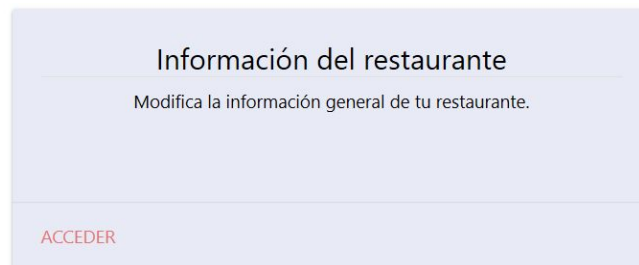 Información del restaurante
Modifica la información general de tu restaurante.
ACCEDER